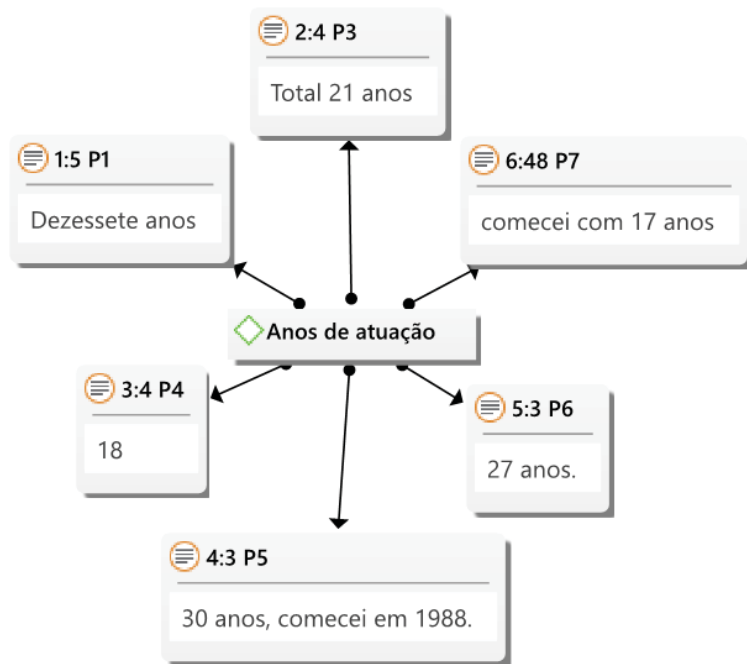 2:4 P3
Total 21 anos
1:5 P1
Dezessete anos
6:48 P7
comecei com 17 anos
Anos de atuação
3:4 P4
18
5:3 P6
27 anos.
4:3 P5
30 anos, comecei em 1988.